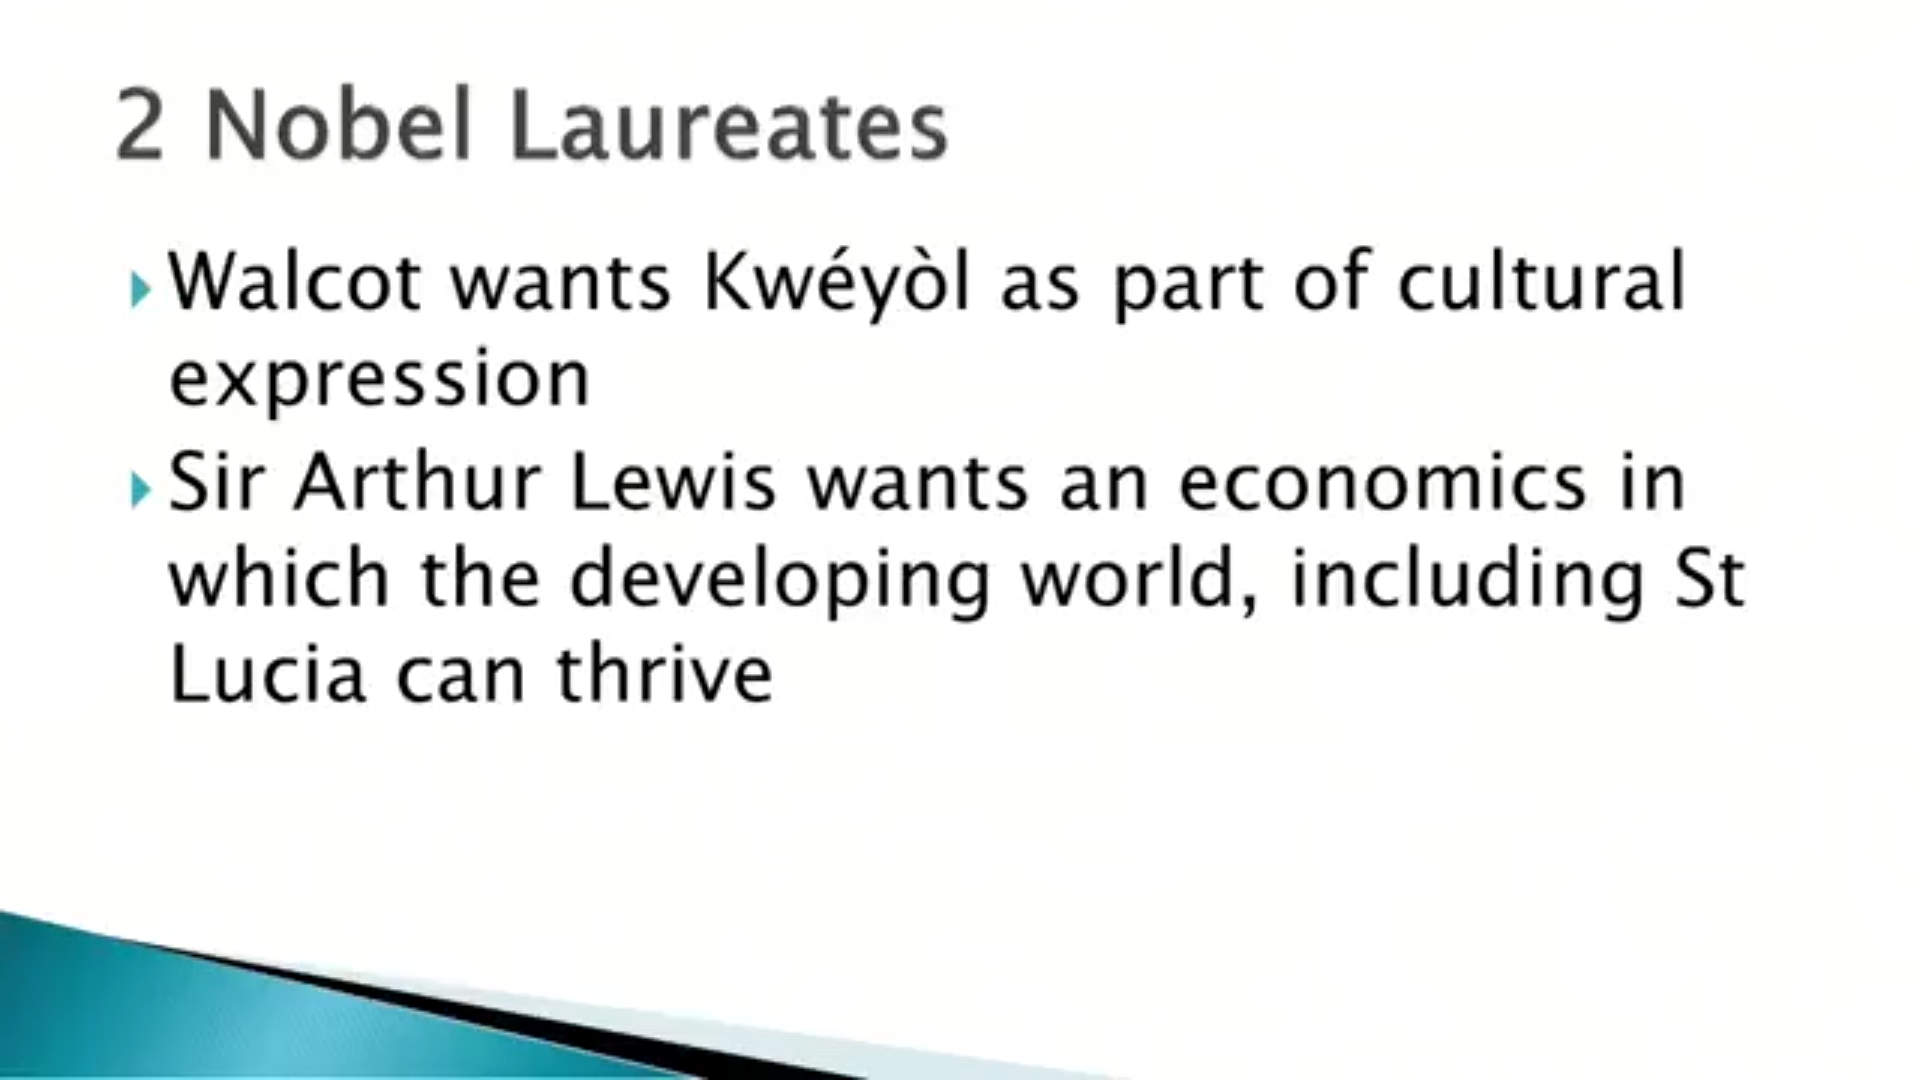 2 Nobel Laureates
Walcot wants Kwéyòl as part of cultural
expression
Sir Arthur Lewis wants an economics in
which the developing world, including St
Lucia can thrive